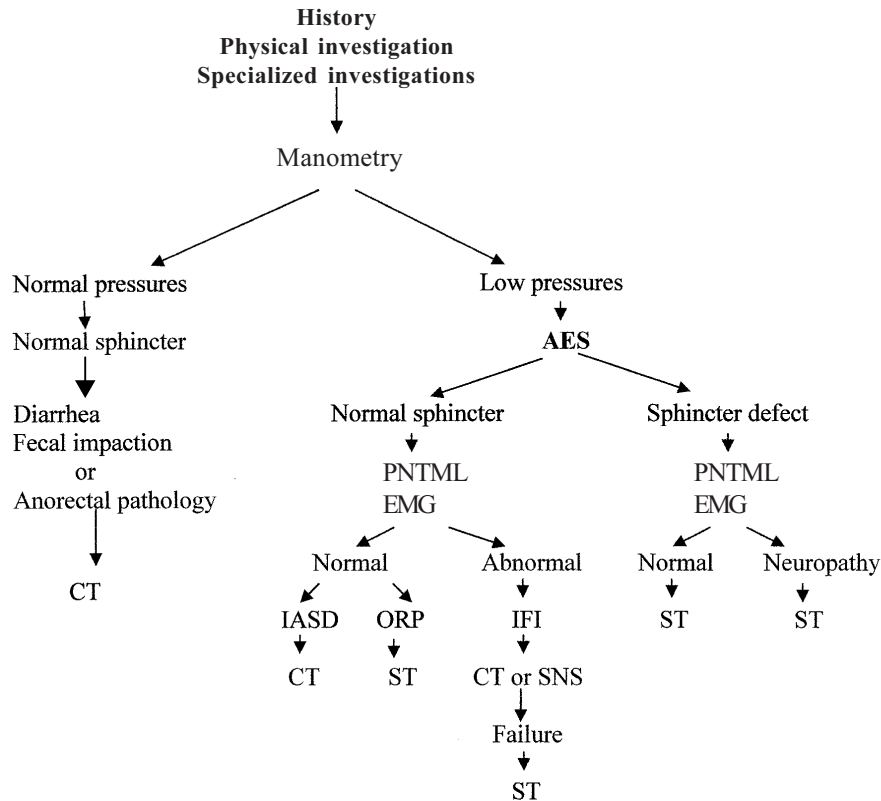 History
Physical investigation
Specialized investigations
Manometry
Normal pressures
Low pressures
Normal sphincter
AES
Diarrhea
Fecal impaction
or
Anorectal pathology
CT
Normal sphincter
Sphincter defect
PNTML
EMG
PNTML
EMG
Normal
Abnormal
Normal
Neuropathy
IASD
ORP
IFI
ST
ST
CT
ST
CT or SNS
Failure
ST